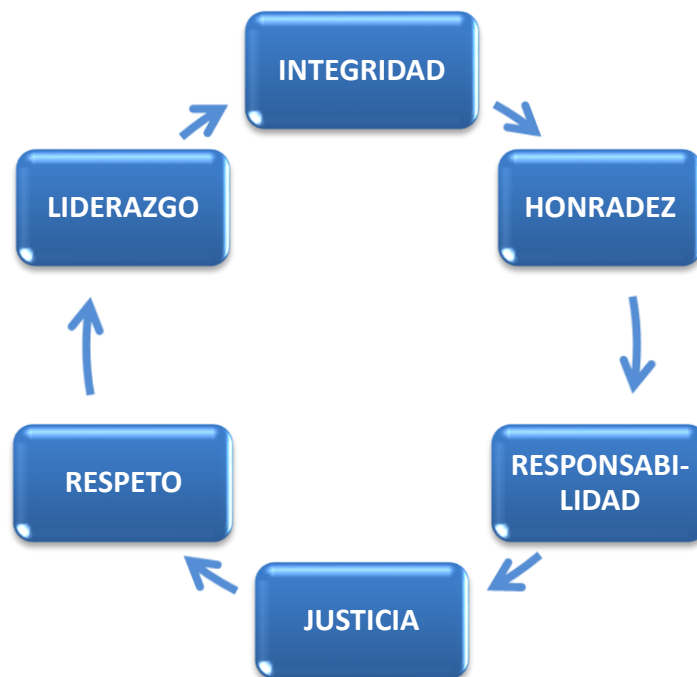 INTEGRIDAD
HONRADEZ
RESPONSABI-
LIDAD
JUSTICIA
RESPETO
LIDERAZGO